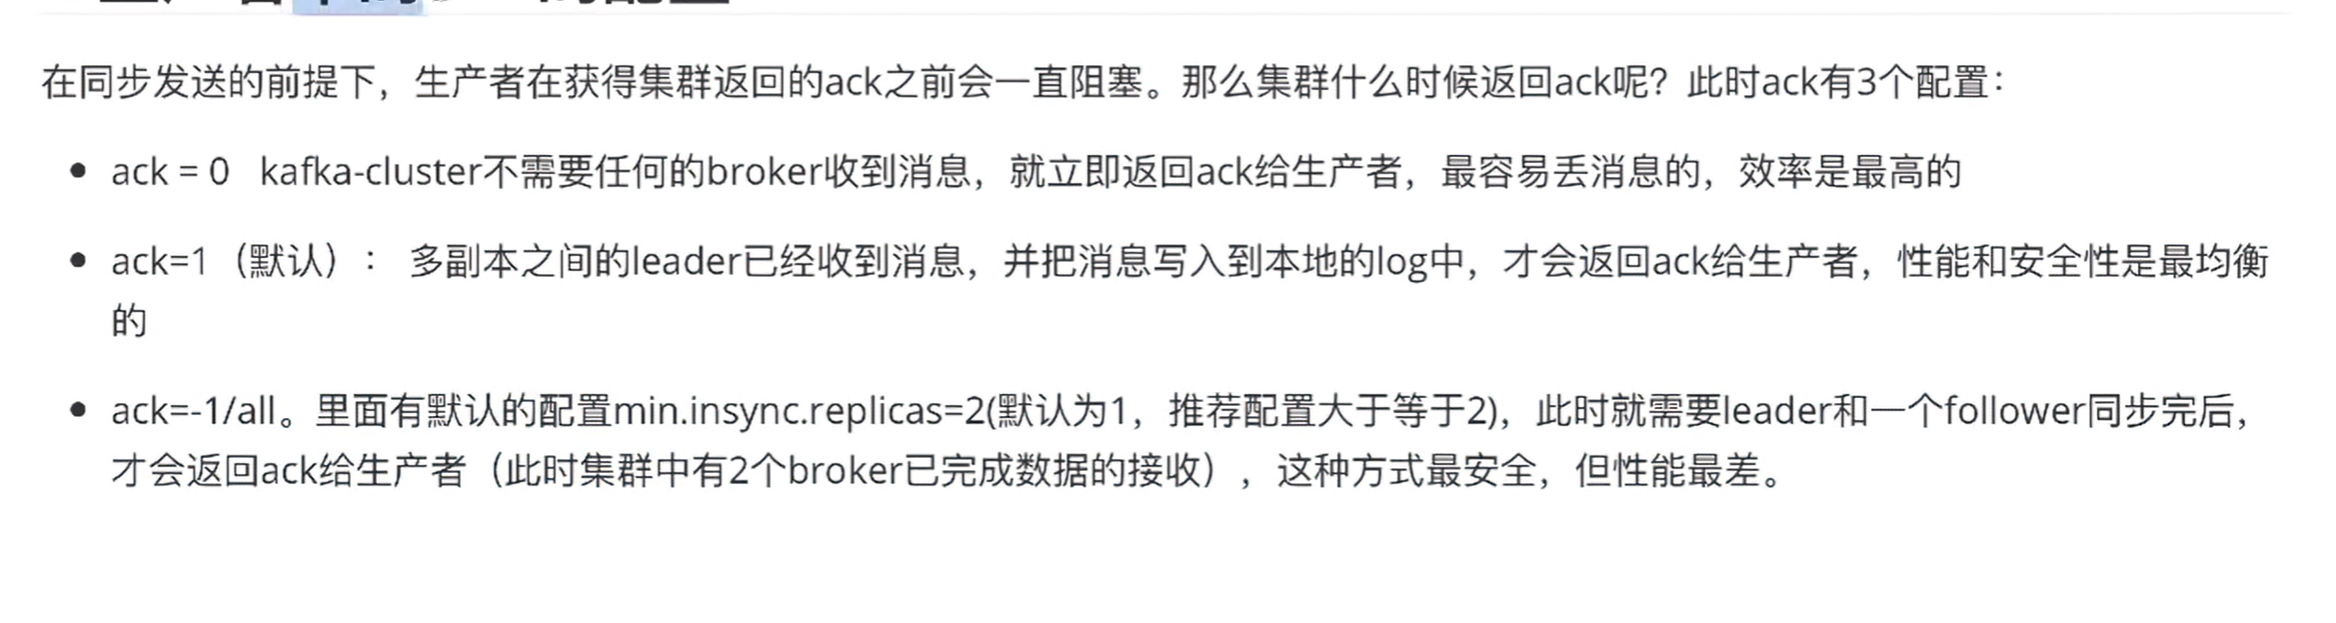 在同步发送的前提下，生产者在获得集群返回的ack之前会一直阻塞。那么集群什么时候返回ack呢？此时ack有3个配置：
• ack = 0   kafka-cluster不需要任何的broker收到消息，就立即返回ack给生产者，最容易丢消息的，效率是最高的
• ack=1（默认）： 多副本之间的leader已经收到消息，并把消息写入到本地的log中，才会返回ack给生产者，性能和安全性是最均衡
的
• ack=-1/all。里面有默认的配置min.insync.replicas=2(默认为1，推荐配置大于等于2)，此时就需要leader和一个follower同步完后，
才会返回ack给生产者（此时集群中有2个broker已完成数据的接收），这种方式最安全，但性能最差。